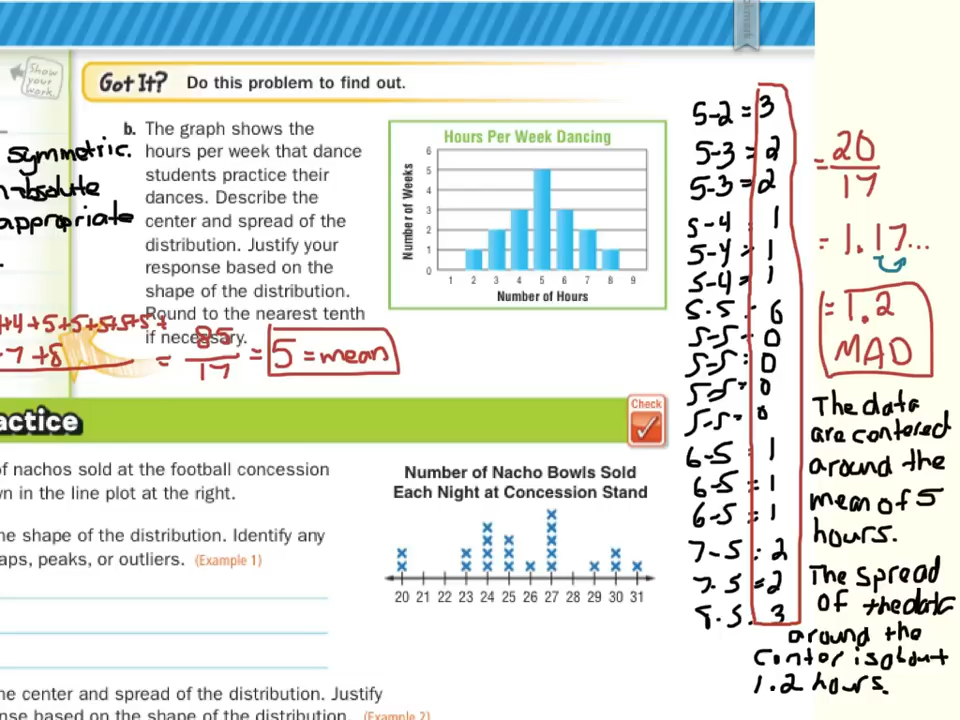 Show
your
work.
Got It? Do this problem to find out.
b. The graph shows the
hours per week that dance
students practice their
dances. Describe the
center and spread of the
distribution. Justify your
response based on the
shape of the distribution.
Round to the nearest tenth
if necessary.
symmetric.
absolute
appropriate
Hours Per Week Dancing
Number of Weeks
6
5
4
3
2
1
0
1 2 3 4 5 6 7 8 9
Number of Hours
+4+5+5+5+5+5+
7+8
= 85/17 = 5 = mean
5-2=3
5-3=2
5-3=2
5-4=1
5-4=1
5-4=1
5-5=0
5-5=0
5-5=0
5-5=0
5-5=0
6-5=1
6-5=1
6-5=1
7-5=2
7-5=2
8-5=3
= 20/17
= 1.17...
= 1.2
MAD
The data
are centered
around the
mean of 5
hours.
The spread
of the data
around the
center is about
1.2 hours.
actice
Check
of nachos sold at the football concession
wn in the line plot at the right.
he shape of the distribution. Identify any
aps, peaks, or outliers. (Example 1)
Number of Nacho Bowls Sold
Each Night at Concession Stand
20 21 22 23 24 25 26 27 28 29 30 31
he center and spread of the distribution. Justify
nse based on the shape of the distribution. (Example 2)